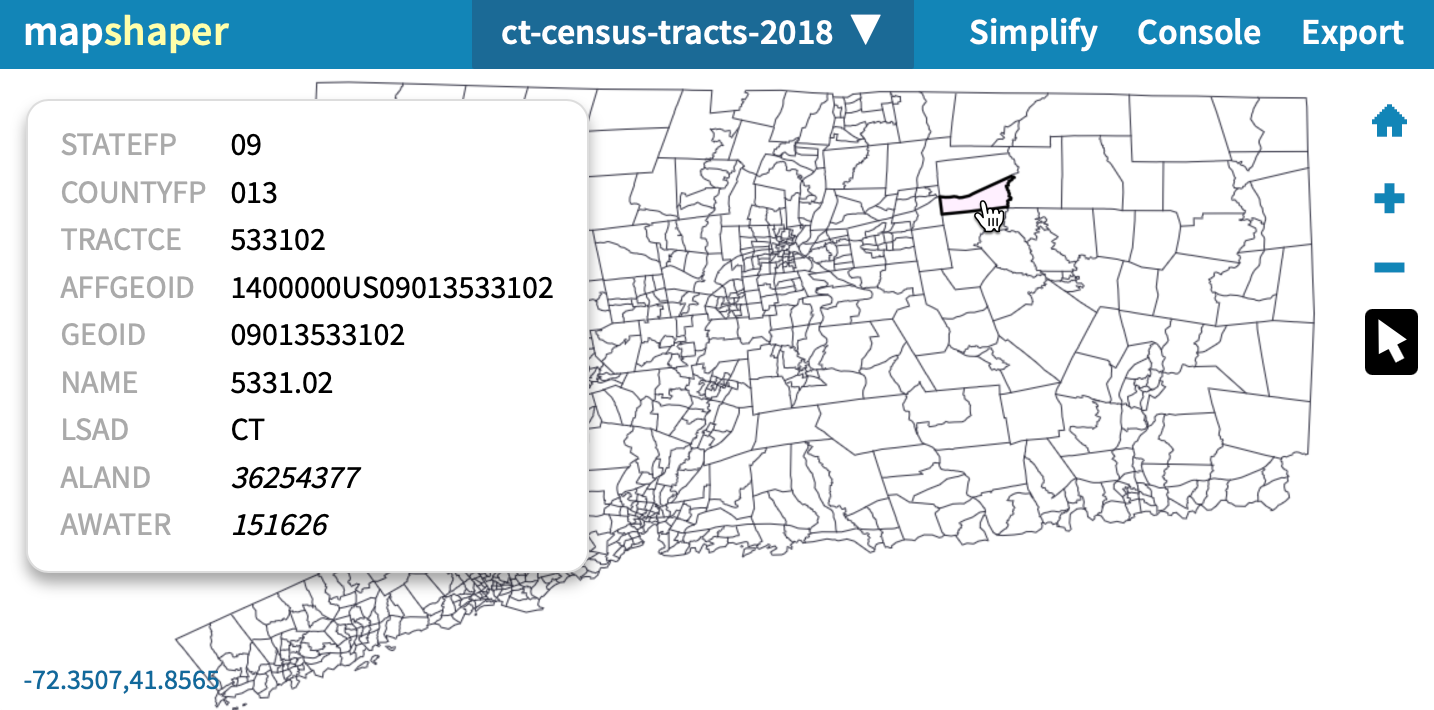 mapshaper ct-census-tracts-2018 ▼ Simplify Console Export
STATEFP 09
COUNTYFP 013
TRACTCE 533102
AFFGEOID 1400000US09013533102
GEOID 09013533102
NAME 5331.02
LSAD CT
ALAND 36254377
AWATER 151626
-72.3507,41.8565